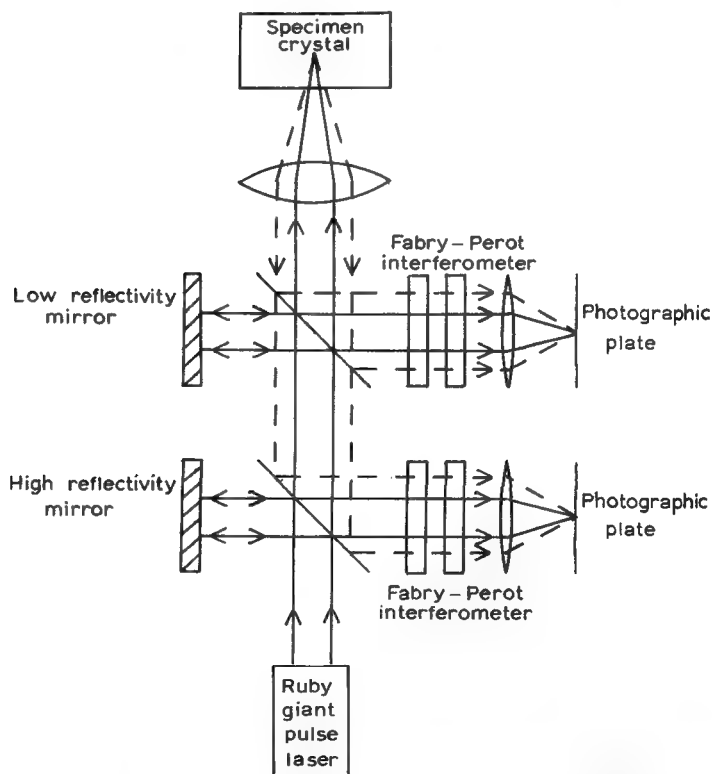 Specimen
crystal
Fabry – Perot
interferometer
Low reflectivity
mirror
Photographic
plate
High reflectivity
mirror
Photographic
plate
Fabry – Perot
interferometer
Ruby
giant
pulse
laser